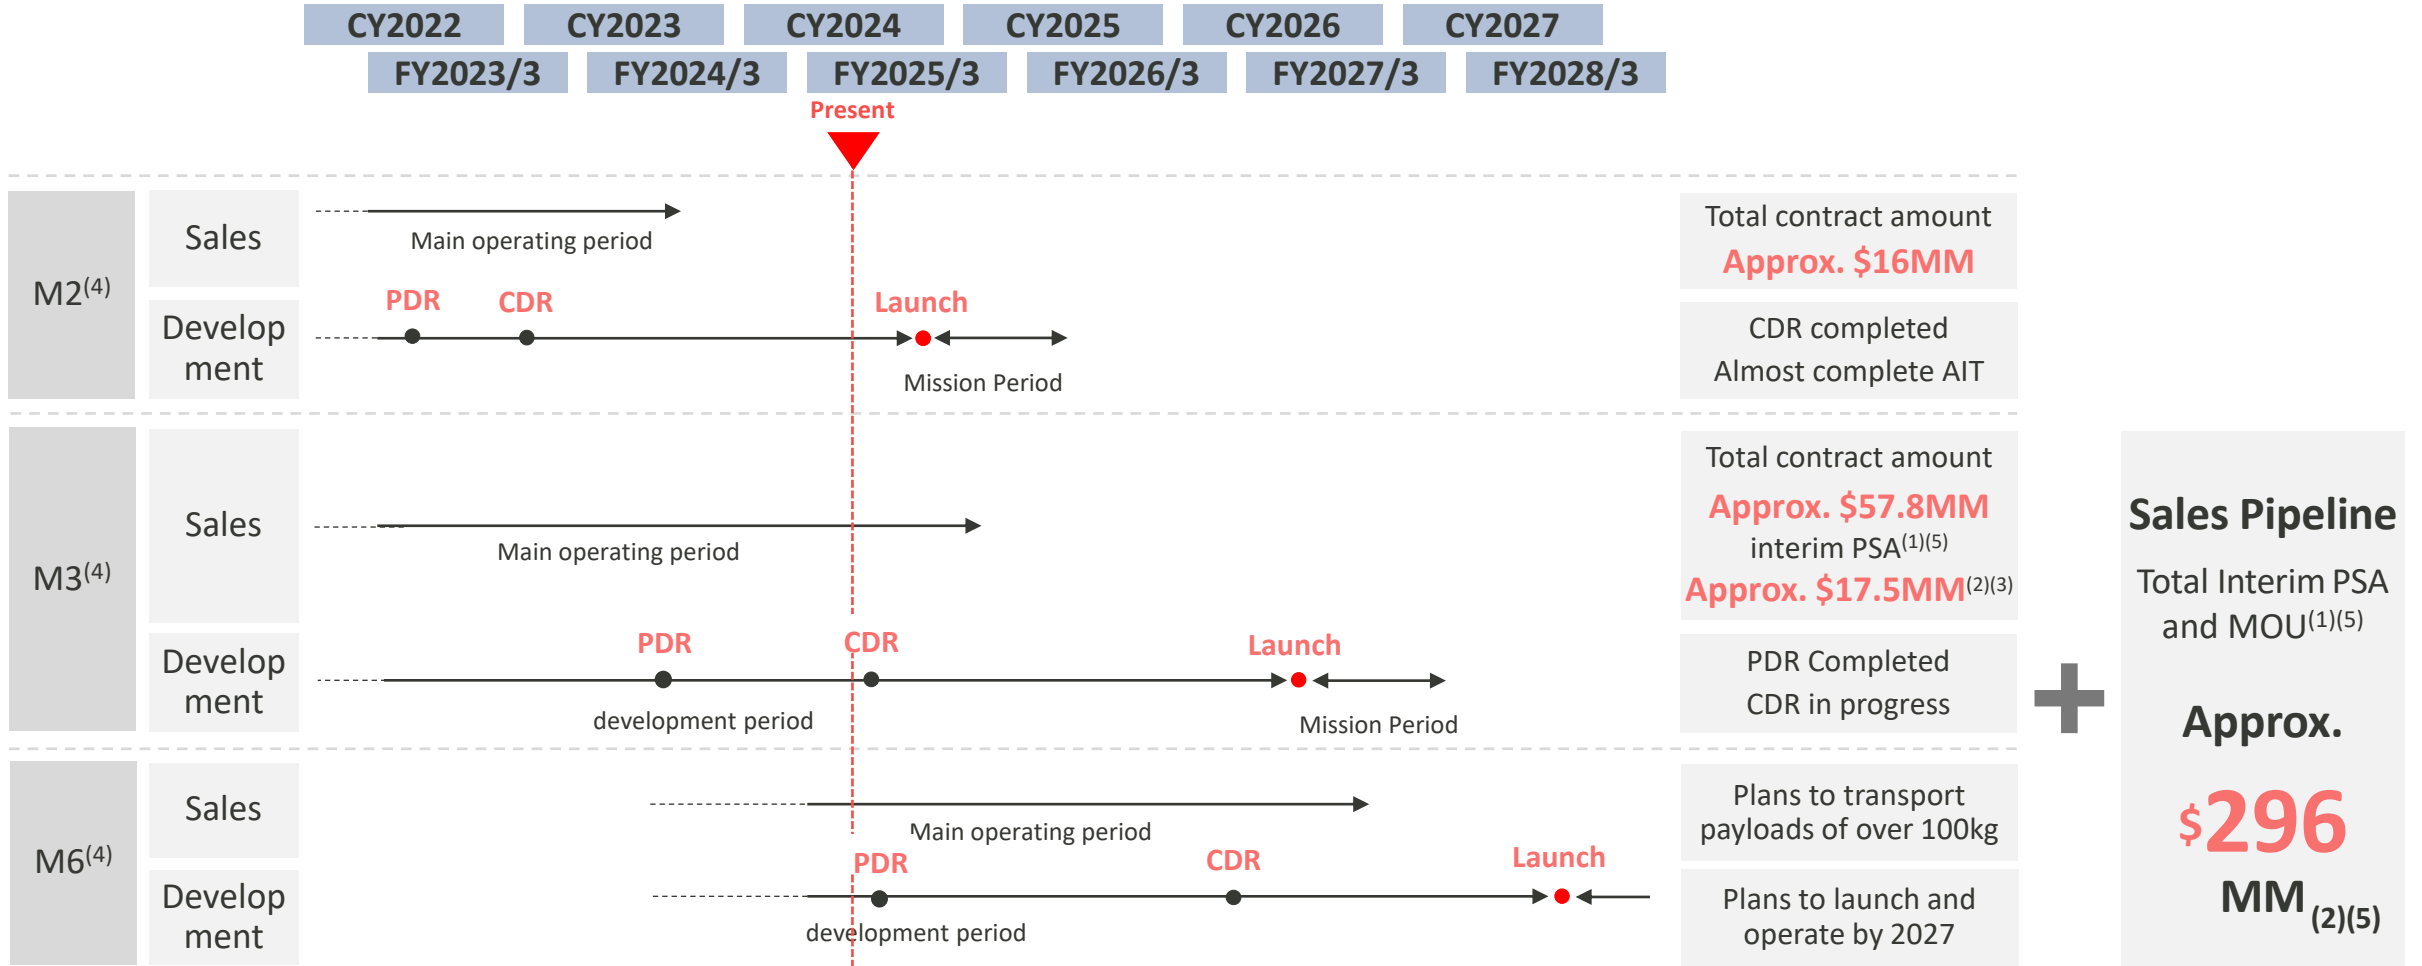 CY2022 CY2023 CY2024 CY2025 CY2026 CY2027
FY2023/3 FY2024/3 FY2025/3 FY2026/3 FY2027/3 FY2028/3
Present
M2(4)
Sales
Main operating period
Total contract amount
Approx. $16MM
Develop
ment
PDR CDR Launch
Mission Period
CDR completed
Almost complete AIT
M3(4)
Sales
Main operating period
Total contract amount
Approx. $57.8MM
interim PSA(1)(5)
Approx. $17.5MM(2)(3)
Develop
ment
PDR CDR Launch
development period
Mission Period
PDR Completed
CDR in progress
M6(4)
Sales
Main operating period
Plans to transport
payloads of over 100kg
Develop
ment
PDR CDR Launch
development period
Plans to launch and
operate by 2027
+
Sales Pipeline
Total Interim PSA
and MOU(1)(5)
Approx.
$296
MM(2)(5)